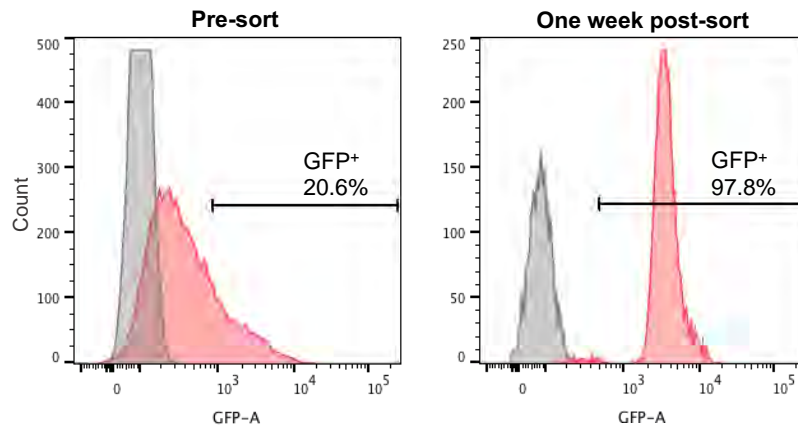 Pre-sort
500
400
300
200
100
0
Count
GFP⁺
20.6%
0 10³ 10⁴ 10⁵
GFP-A
One week post-sort
250
200
150
100
50
0
GFP⁺
97.8%
0 10³ 10⁴ 10⁵
GFP-A